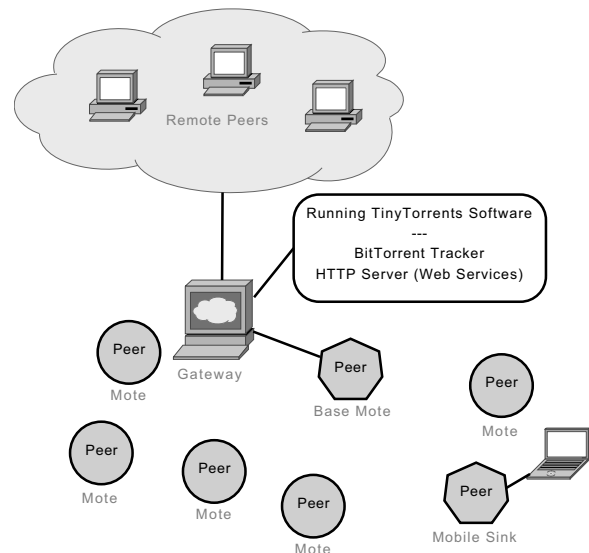 Remote Peers
Running TinyTorrents Software
---
BitTorrent Tracker
HTTP Server (Web Services)
Peer
Mote
Gateway
Peer
Base Mote
Peer
Mote
Peer
Mote
Peer
Mote
Peer
Mote
Peer
Mobile Sink